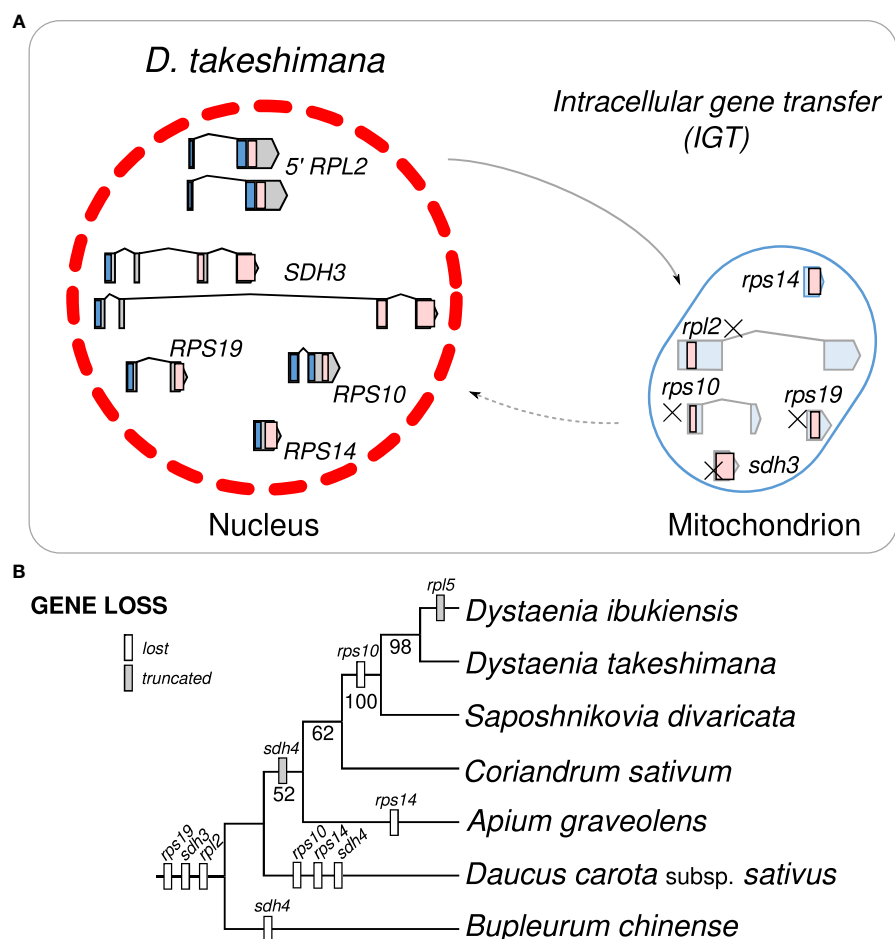 A
D. takeshimana
Intracellular gene transfer
(IGT)
5' RPL2
SDH3
RPS19
RPS10
RPS14
Nucleus
rps14
rpl2
rps10
rps19
sdh3
Mitochondrion
B
GENE LOSS
lost
truncated
rpl5
Dystaenia ibukiensis
98
Dystaenia takeshimana
rps10
100
Saposhnikovia divaricata
62
Coriandrum sativum
sdh4
52
rps14
Apium graveolens
rps19
sdh3
rpl2
rps10
rps14
sdh4
Daucus carota subsp. sativus
sdh4
Bupleurum chinense